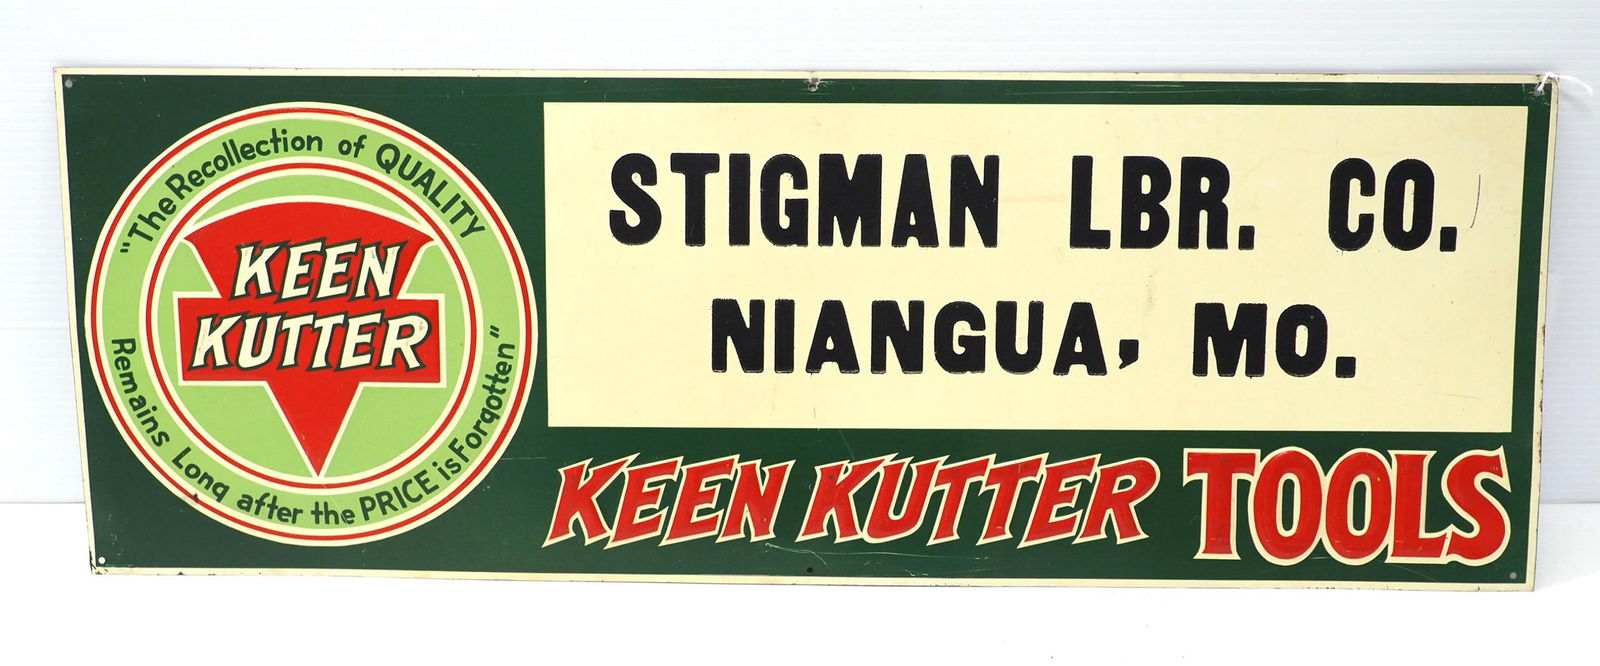 "The Recollection of QUALITY
KEEN
KUTTER
Remains Long after the PRICE is Forgotten"
STIGMAN LBR. CO.
NIANGUA, MO.
KEEN KUTTER TOOLS